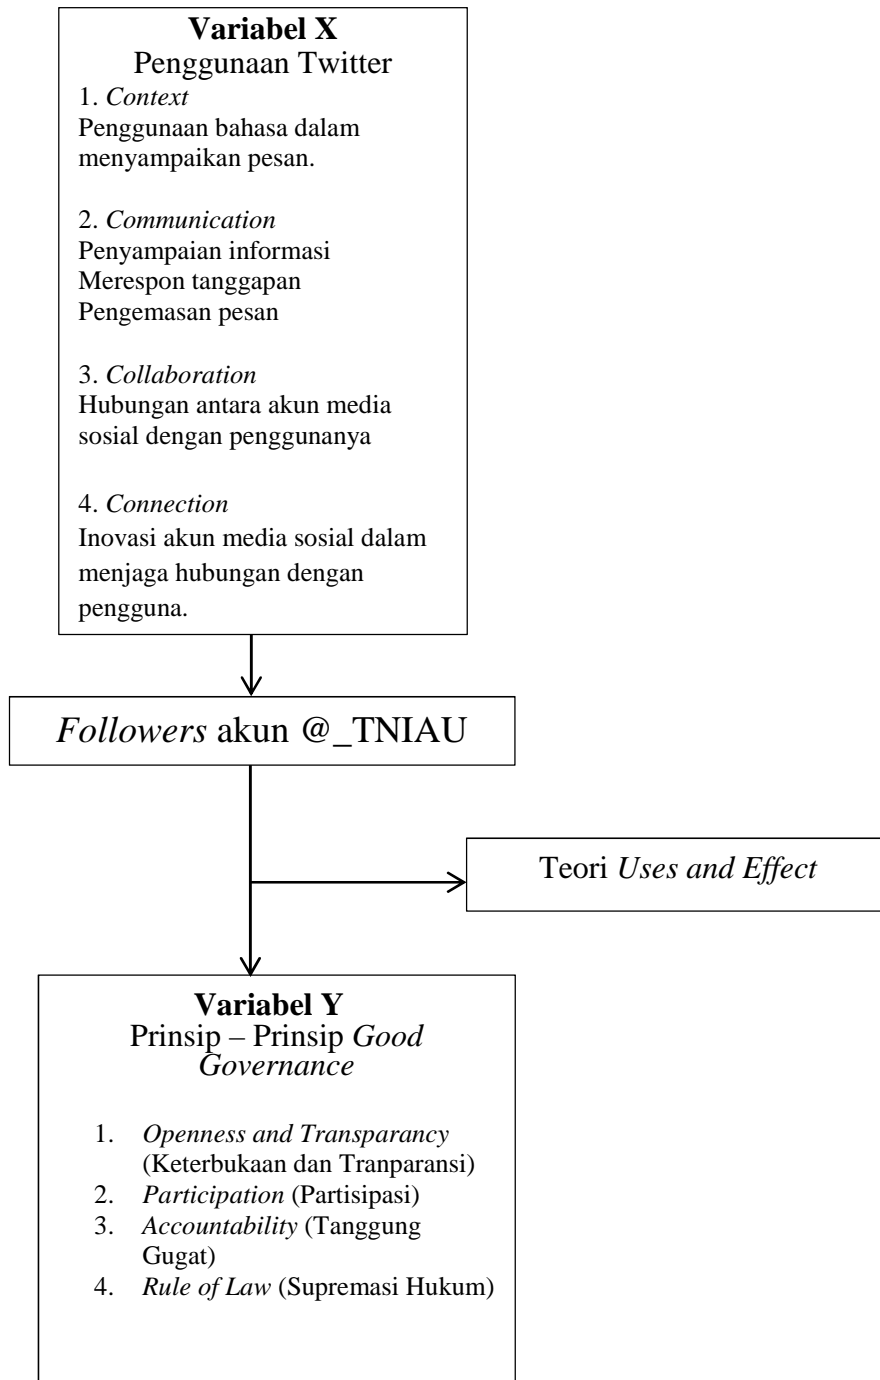 Variabel X
Penggunaan Twitter
1. Context
Penggunaan bahasa dalam
menyampaikan pesan.
2. Communication
Penyampaian informasi
Merespon tanggapan
Pengemasan pesan
3. Collaboration
Hubungan antara akun media
sosial dengan penggunanya
4. Connection
Inovasi akun media sosial dalam
menjaga hubungan dengan
pengguna.
Followers akun @_TNIAU
Teori Uses and Effect
Variabel Y
Prinsip – Prinsip Good
Governance
1. Openness and Transparancy
(Keterbukaan dan Tranparansi)
2. Participation (Partisipasi)
3. Accountability (Tanggung
Gugat)
4. Rule of Law (Supremasi Hukum)